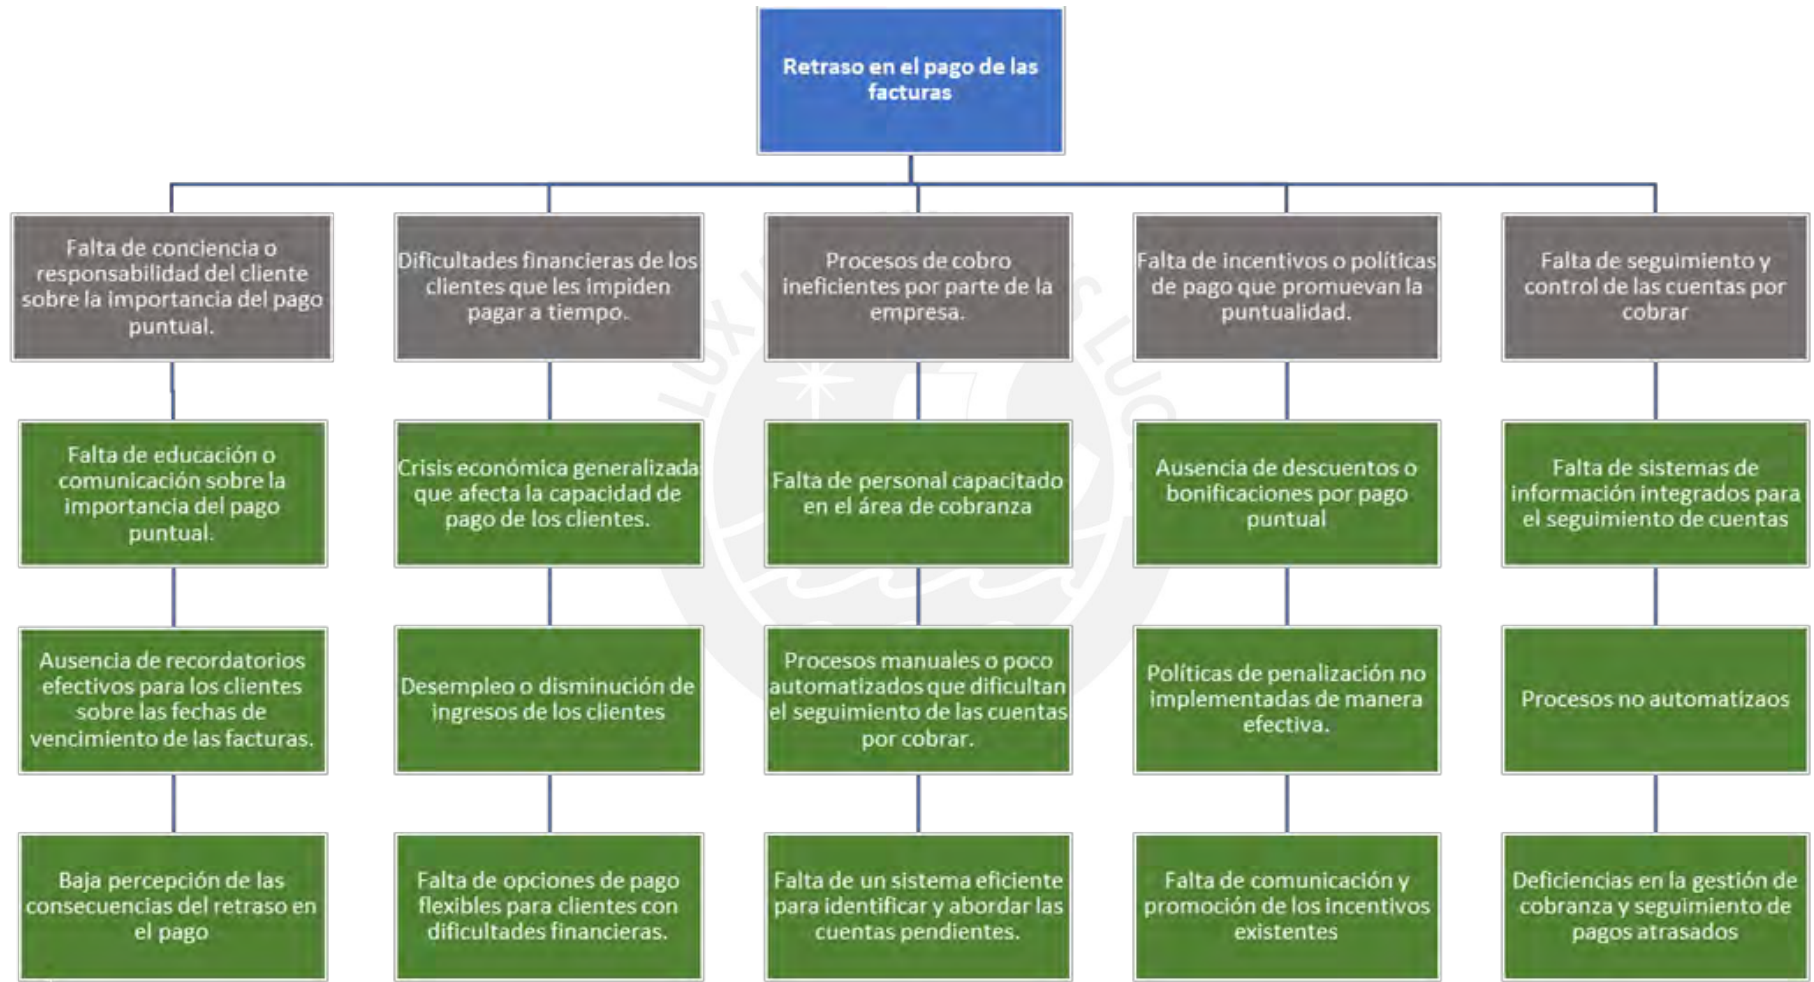 Retraso en el pago de las
facturas
Falta de conciencia o
responsabilidad del cliente
sobre la importancia del pago
puntual.
Dificultades financieras de los
clientes que les impiden
pagar a tiempo.
Procesos de cobro
ineficientes por parte de la
empresa.
Falta de incentivos o políticas
de pago que promuevan la
puntualidad.
Falta de seguimiento y
control de las cuentas por
cobrar
Falta de educación o
comunicación sobre la
importancia del pago
puntual.
Crisis económica generalizada
que afecta la capacidad de
pago de los clientes.
Falta de personal capacitado
en el área de cobranza
Ausencia de descuentos o
bonificaciones por pago
puntual
Falta de sistemas de
información integrados para
el seguimiento de cuentas
Ausencia de recordatorios
efectivos para los clientes
sobre las fechas de
vencimiento de las facturas.
Desempleo o disminución de
ingresos de los clientes
Procesos manuales o poco
automatizados que dificultan
el seguimiento de las cuentas
por cobrar.
Políticas de penalización no
implementadas de manera
efectiva.
Procesos no automatizaos
Baja percepción de las
consecuencias del retraso en
el pago
Falta de opciones de pago
flexibles para clientes con
dificultades financieras.
Falta de un sistema eficiente
para identificar y abordar las
cuentas pendientes.
Falta de comunicación y
promoción de los incentivos
existentes
Deficiencias en la gestión de
cobranza y seguimiento de
pagos atrasados